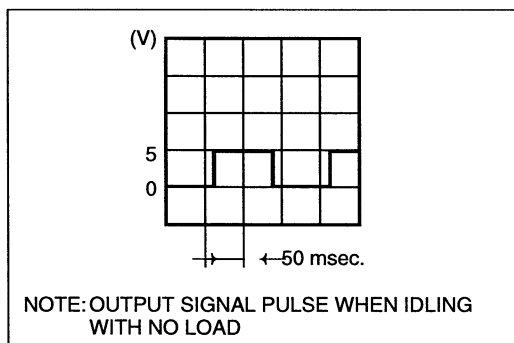 (V)
5
0
50 msec.
NOTE: OUTPUT SIGNAL PULSE WHEN IDLING
WITH NO LOAD